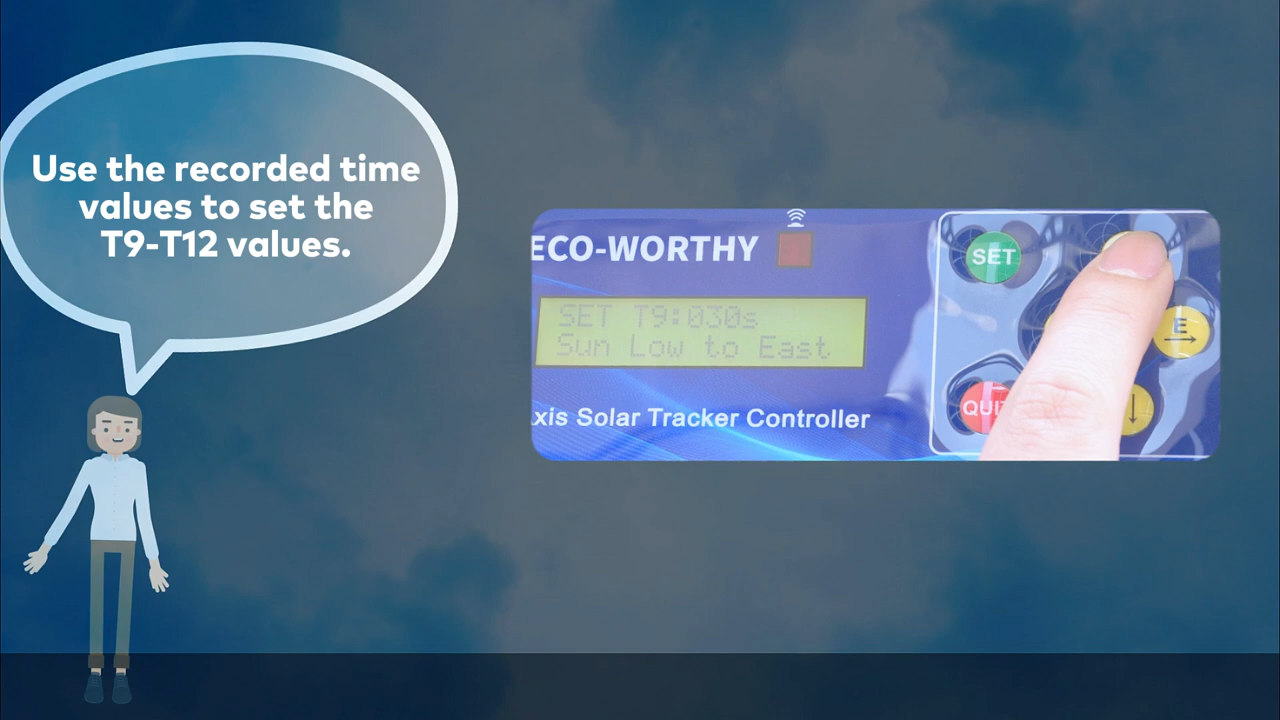 Use the recorded time
values to set the
T9-T12 values.
ECO-WORTHY
SET T9:030s
Sun Low to East
xis Solar Tracker Controller
SET
E
QUIT